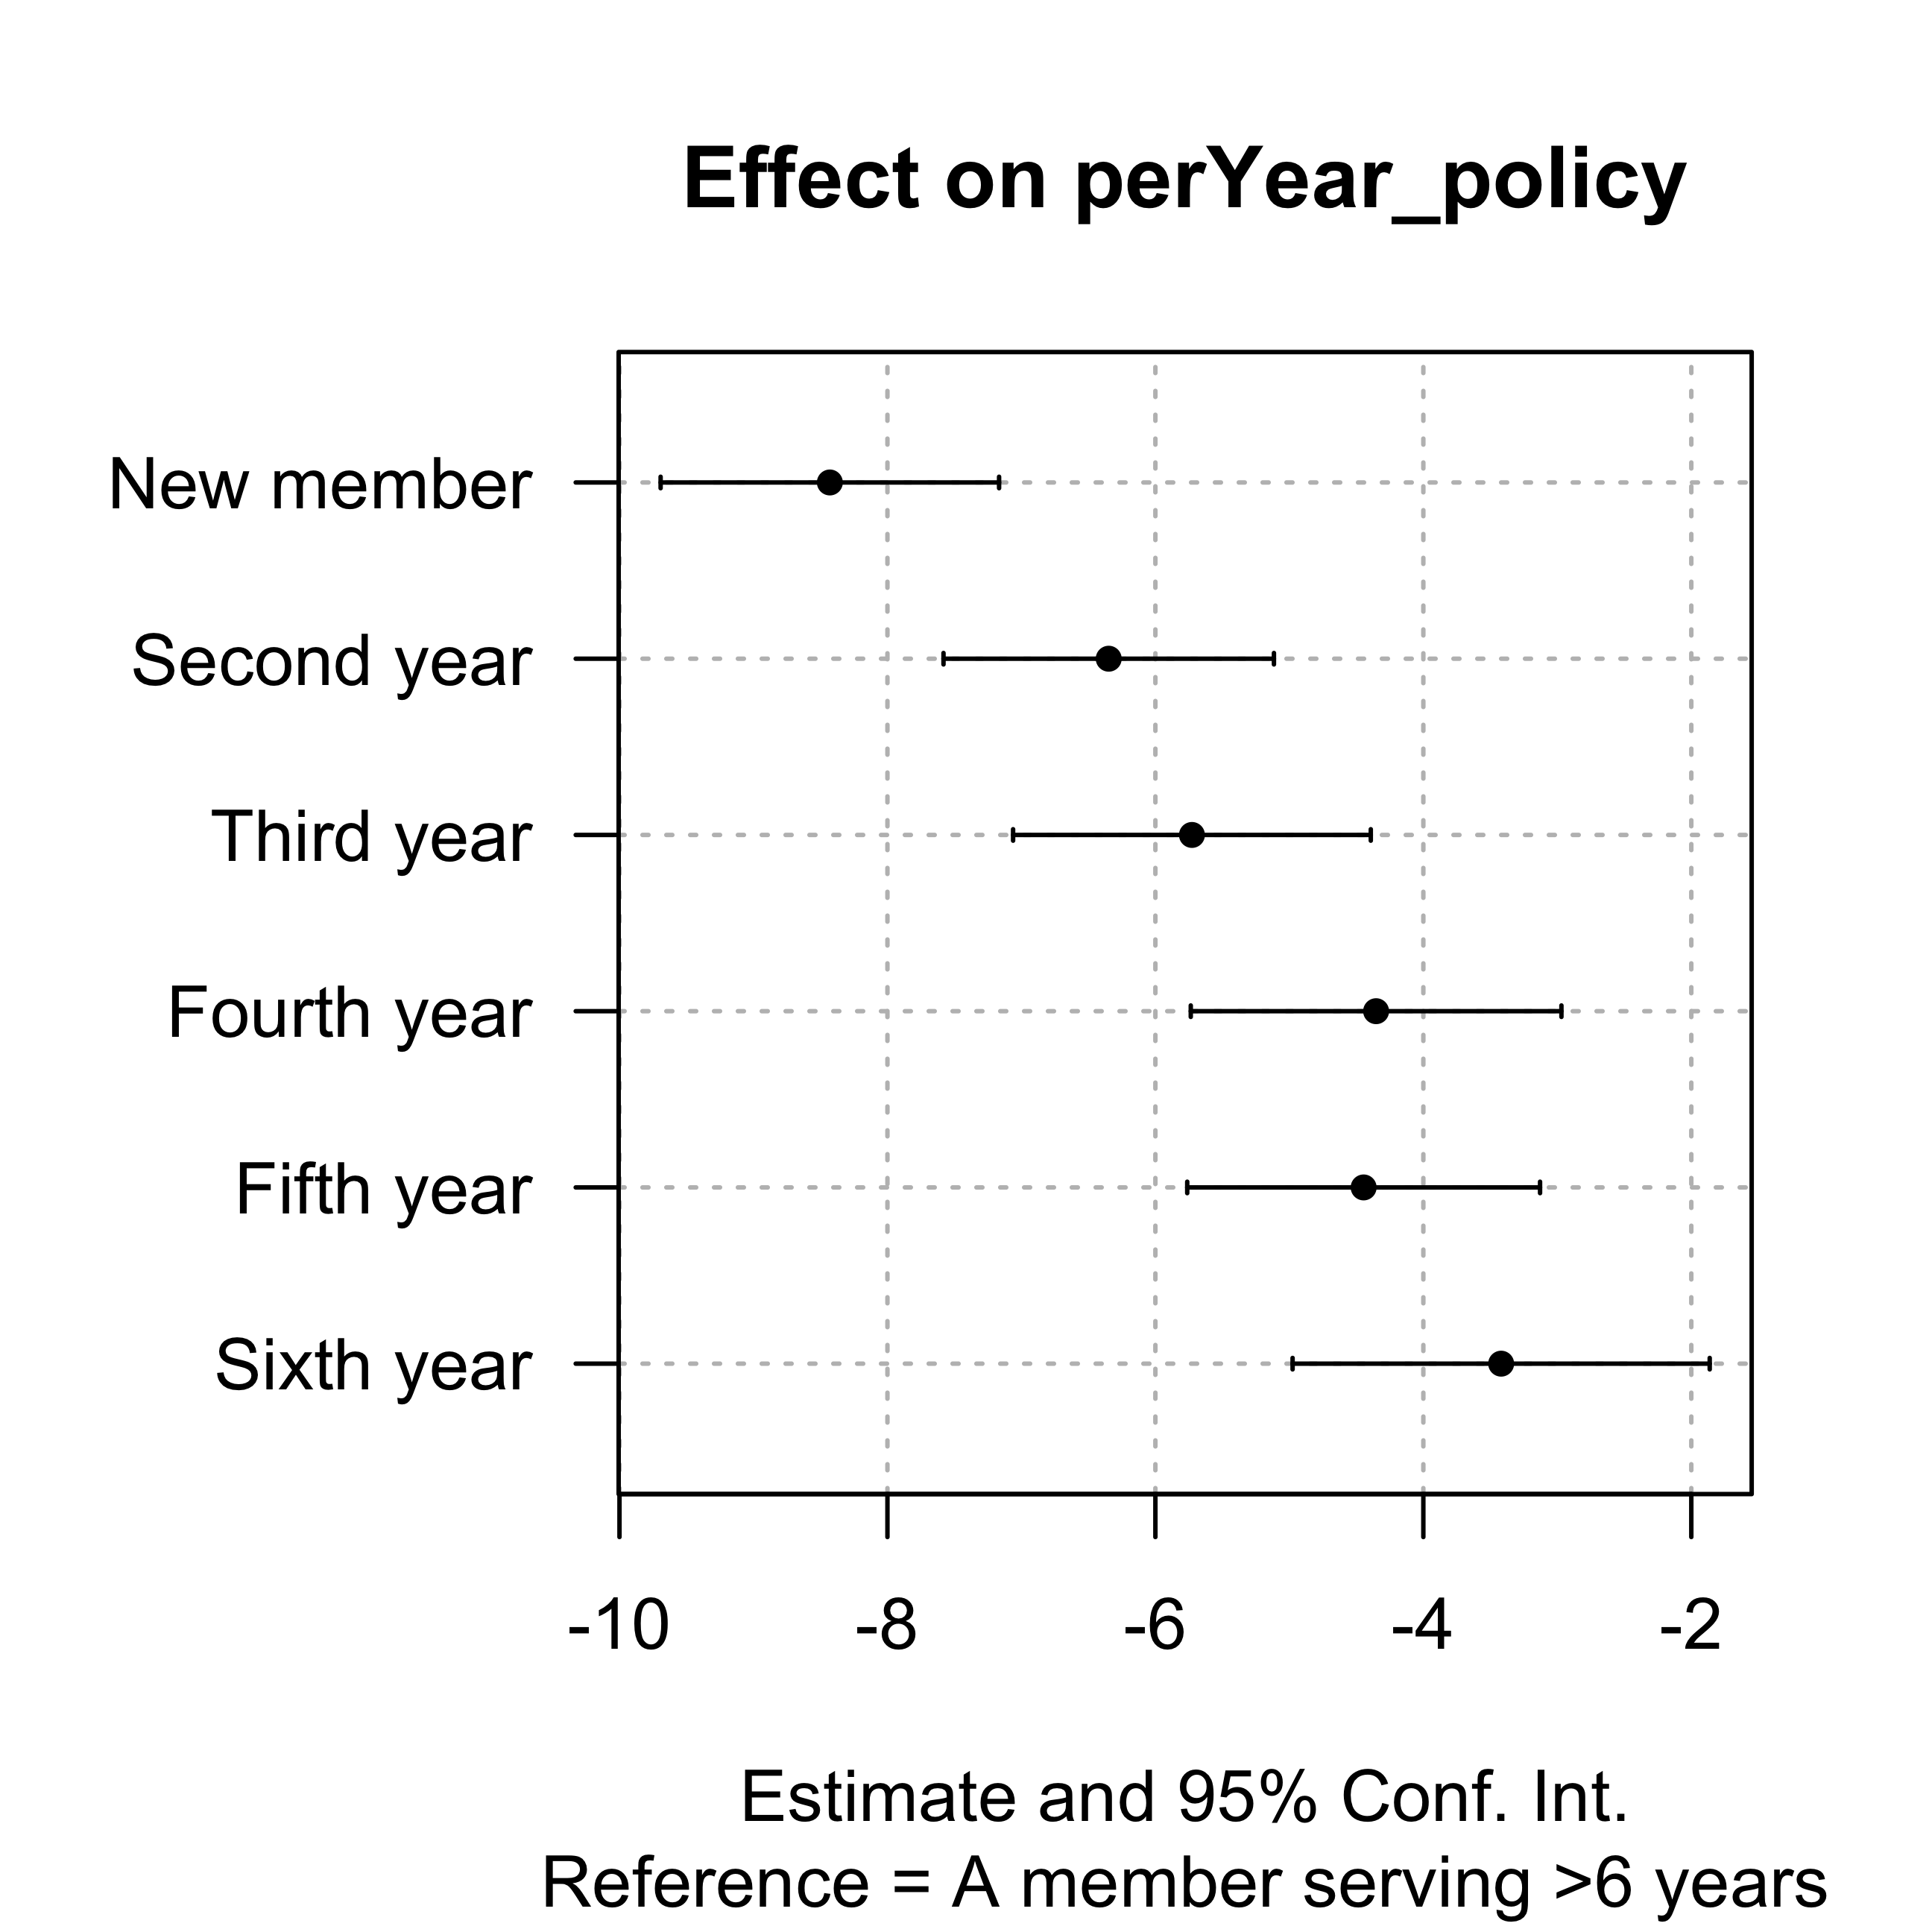 Effect on perYear_policy
New member
Second year
Third year
Fourth year
Fifth year
Sixth year
-10 -8 -6 -4 -2
Estimate and 95% Conf. Int.
Reference = A member serving >6 years